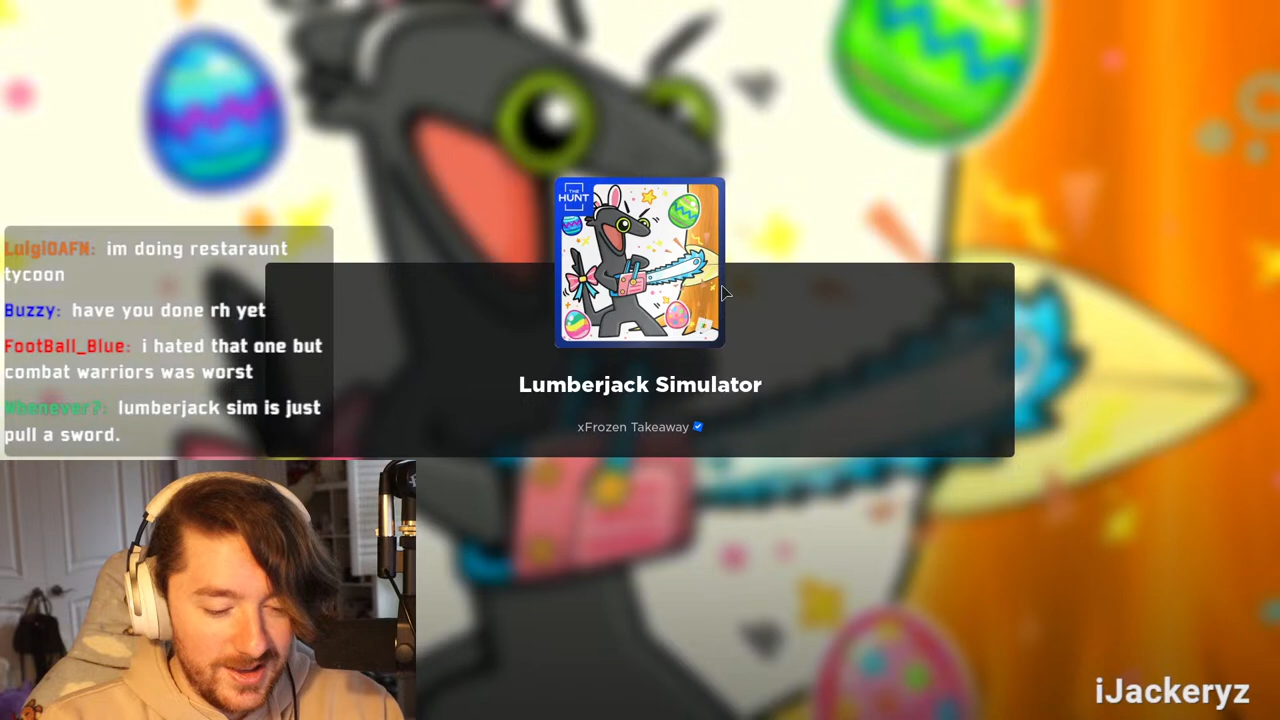 THE
HUNT
LuigiOAFN: im doing restaraunt
tycoon
Buzzy: have you done rh yet
FootBall_Blue: i hated that one but
combat warriors was worst
Whenever?: lumberjack sim is just
pull a sword.
Lumberjack Simulator
xFrozen Takeaway
iJackeryz